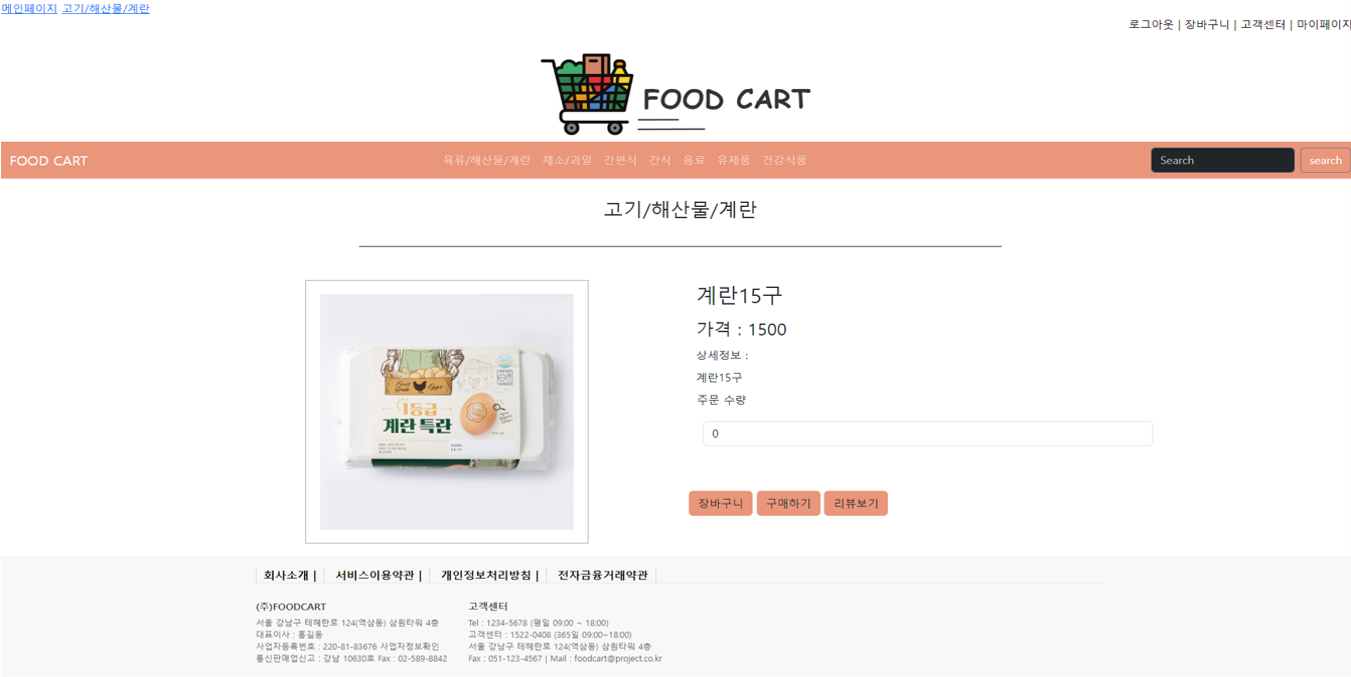 메인페이지 고기/해산물/계란
로그아웃 | 장바구니 | 고객센터 | 마이페이지
FOOD CART
FOOD CART 육류/해산물/계란 채소/과일 간편식 간식 음료 유제품 건강식품 Search search
고기/해산물/계란
계란15구
가격 : 1500
상세정보 :
계란15구
주문 수량
0
1등급
계란 특란
장바구니 구매하기 리뷰보기
회사소개 | 서비스이용약관 | 개인정보처리방침 | 전자금융거래약관
(주)FOODCART
서울 강남구 테헤란로 124(역삼동) 삼원타워 4층
대표이사 : 홍길동
사업자등록번호 : 220-81-83676 사업자정보확인
통신판매업신고 : 강남 10630호 Fax : 02-589-8842
고객센터
Tel : 1234-5678 (평일 09:00 ~ 18:00)
고객센터 : 1522-0408 (365일 09:00~18:00)
서울 강남구 테헤란로 124(역삼동) 삼원타워 4층
Fax : 051-123-4567 | Mail : foodcart@project.co.kr